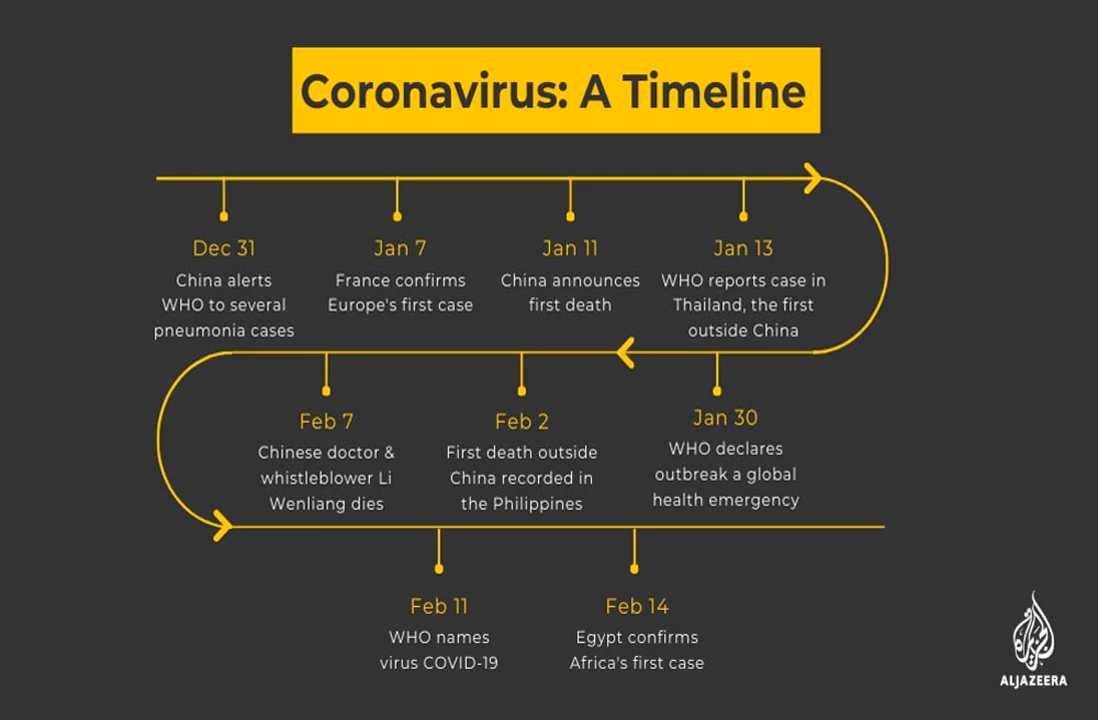 Coronavirus: A Timeline
Dec 31
China alerts
WHO to several
pneumonia cases
Jan 7
France confirms
Europe's first case
Jan 11
China announces
first death
Jan 13
WHO reports case in
Thailand, the first
outside China
Jan 30
WHO declares
outbreak a global
health emergency
Feb 2
First death outside
China recorded in
the Philippines
Feb 7
Chinese doctor &
whistleblower Li
Wenliang dies
Feb 11
WHO names
virus COVID-19
Feb 14
Egypt confirms
Africa's first case
ALJAZEERA